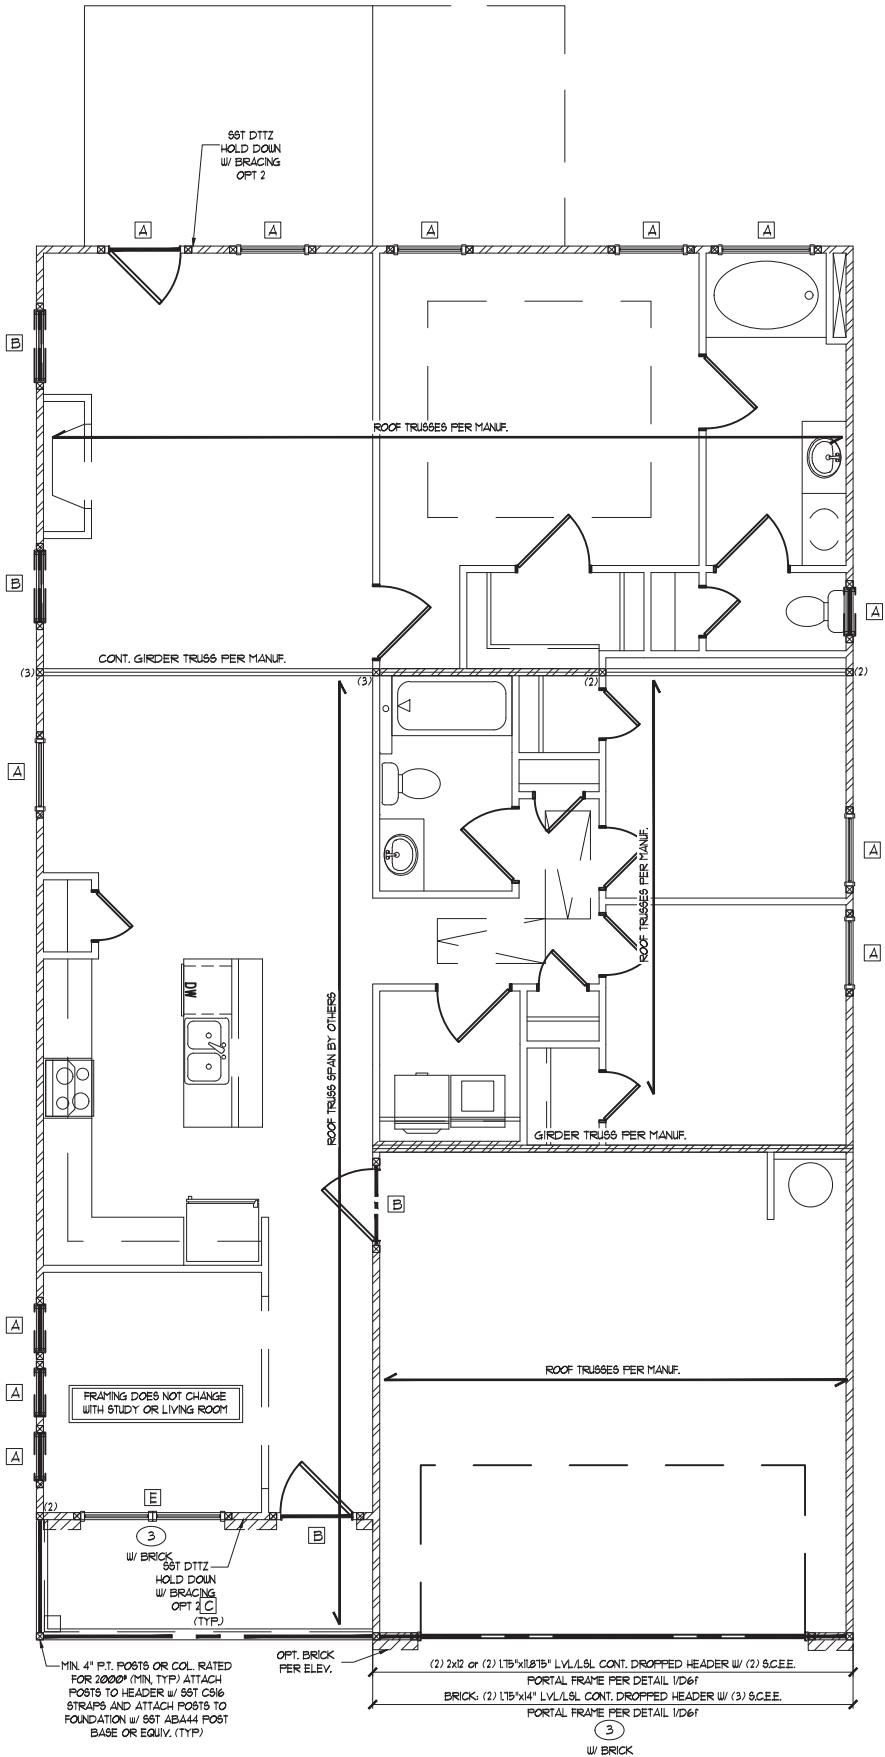 SST DTTZ
HOLD DOWN
W/ BRACING
OPT 2
A
A
A
A
A
B
ROOF TRUSSES PER MANUF.
B
A
CONT. GIRDER TRUSS PER MANUF.
(3)
(3)
(2)
(2)
A
A
ROOF TRUSSES PER MANUF.
A
DW
ROOF TRUSS SPAN BY OTHERS
GIRDER TRUSS PER MANUF.
B
A
ROOF TRUSSES PER MANUF.
A
FRAMING DOES NOT CHANGE
WITH STUDY OR LIVING ROOM
A
E
(2)
3
B
W/ BRICK
SST DTTZ
HOLD DOWN
W/ BRACING
OPT 2
C
(TYP.)
MIN. 4" P.T. POSTS OR COL. RATED
FOR 2000# (MIN, TYP) ATTACH
POSTS TO HEADER W/ SST CS16
STRAPS AND ATTACH POSTS TO
FOUNDATION W/ SST ABA44 POST
BASE OR EQUIV. (TYP)
OPT. BRICK
PER ELEV.
(2) 2x12 or (2) 1.75"x11.875" LVL/LSL CONT. DROPPED HEADER W/ (2) S.C.E.E.
PORTAL FRAME PER DETAIL 1/D6f
BRICK: (2) 1.75"x14" LVL/LSL CONT. DROPPED HEADER W/ (3) S.C.E.E.
PORTAL FRAME PER DETAIL 1/D6f
3
W/ BRICK